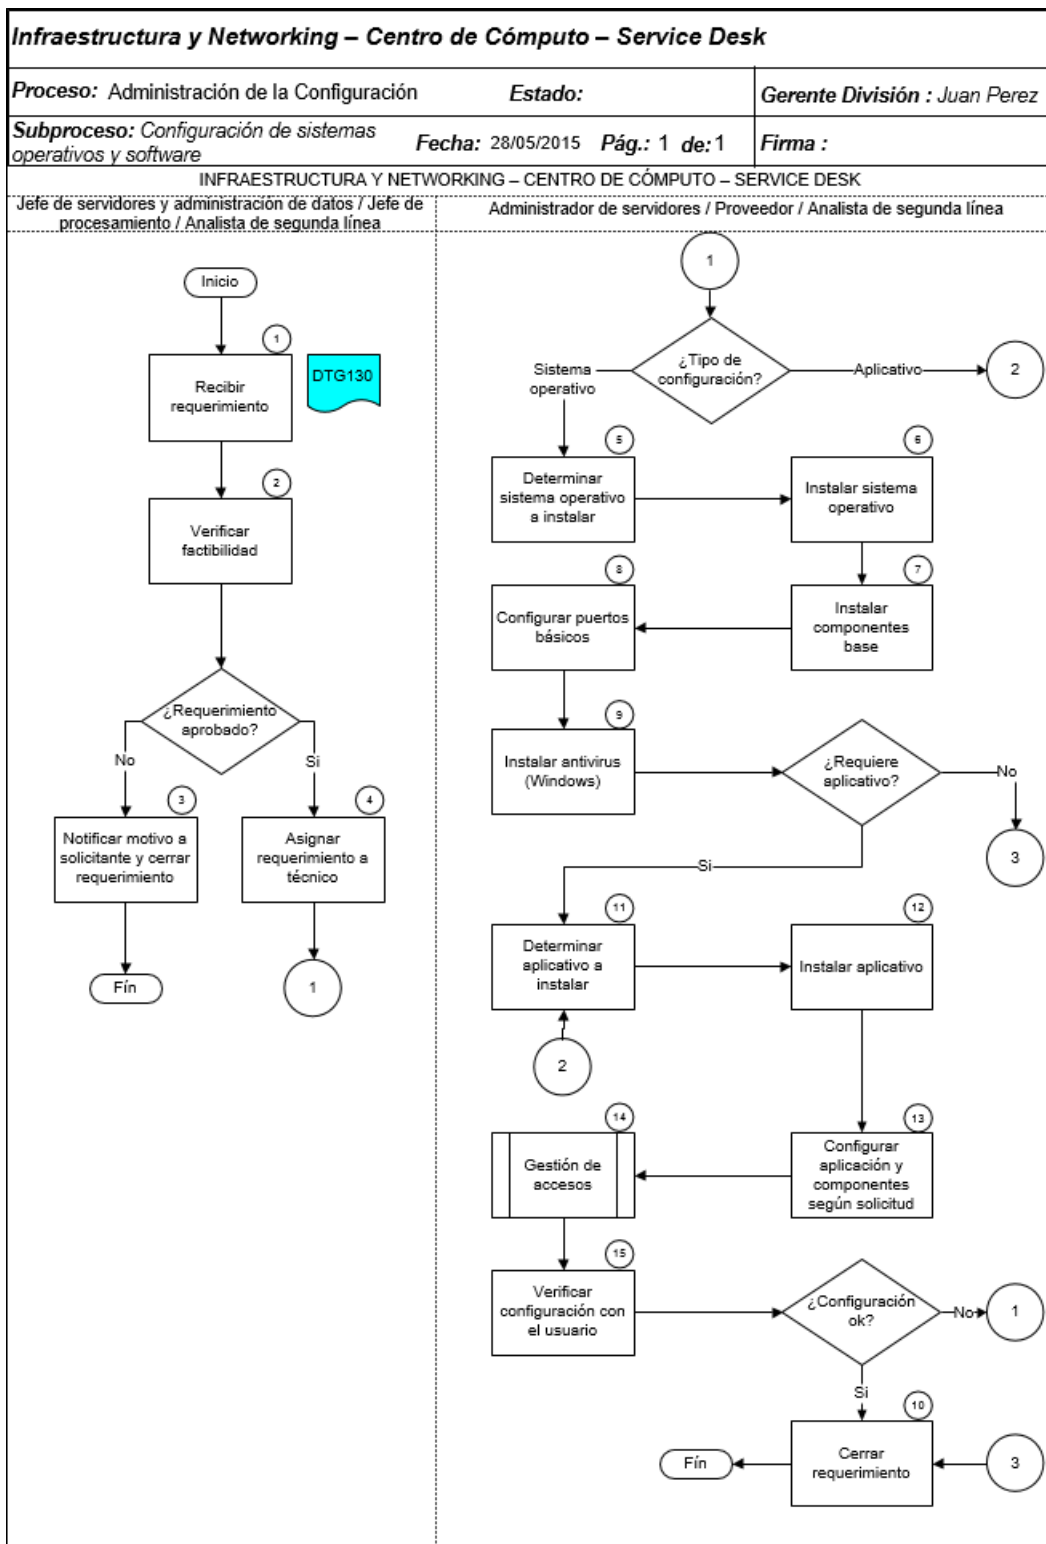 Infraestructura y Networking – Centro de Cómputo – Service Desk
Proceso: Administración de la Configuración
Estado:
Gerente División : Juan Perez
Subproceso: Configuración de sistemas
operativos y software
Fecha: 28/05/2015 Pág.: 1 de: 1
Firma :
INFRAESTRUCTURA Y NETWORKING – CENTRO DE CÓMPUTO – SERVICE DESK
Jefe de servidores y administración de datos / Jefe de
procesamiento / Analista de segunda línea
Administrador de servidores / Proveedor / Analista de segunda línea
Inicio
1
Recibir
requerimiento
DTG130
2
Verificar
factibilidad
¿Requerimiento
aprobado?
No
Si
3
Notificar motivo a
solicitante y cerrar
requerimiento
4
Asignar
requerimiento a
técnico
Fín
1
1
¿Tipo de
configuración?
Sistema
operativo
Aplicativo
2
5
Determinar
sistema operativo
a instalar
6
Instalar sistema
operativo
7
Instalar
componentes
base
8
Configurar puertos
básicos
9
Instalar antivirus
(Windows)
¿Requiere
aplicativo?
No
3
Si
11
Determinar
aplicativo a
instalar
12
Instalar aplicativo
2
13
Configurar
aplicación y
componentes
según solicitud
14
Gestión de
accesos
15
Verificar
configuración con
el usuario
¿Configuración
ok?
No
1
Si
10
Cerrar
requerimiento
3
Fín